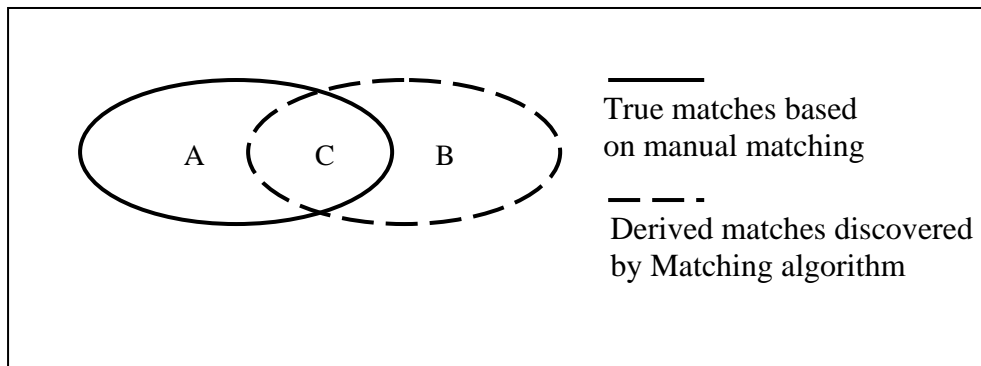 A
C
B
True matches based
on manual matching
Derived matches discovered
by Matching algorithm